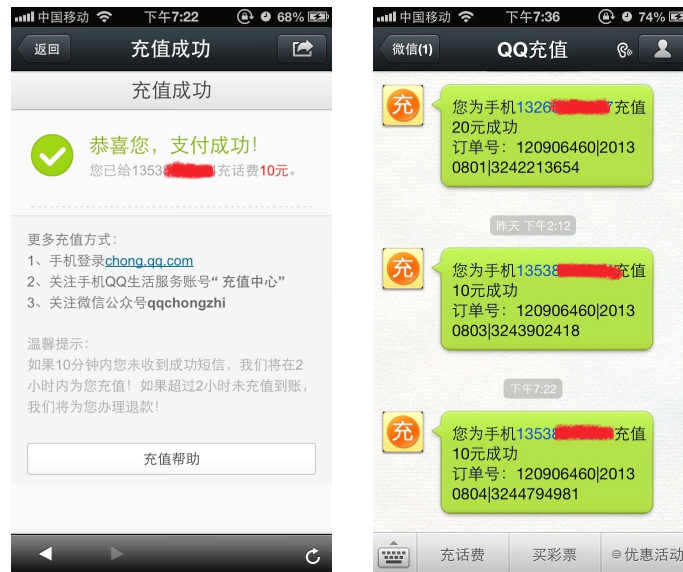 中国移动 下午7:22 68%
返回 充值成功
充值成功
恭喜您，支付成功！
您已给1353 充话费10元。
更多充值方式：
1、手机登录chong.qq.com
2、关注手机QQ生活服务账号“充值中心”
3、关注微信公众号qqchongzhi
温馨提示：
如果10分钟内您未收到成功短信，我们将在2
小时内为您充值！如果超过2小时未充值到账，
我们将为您办理退款！
充值帮助
中国移动 下午7:36 74%
微信(1) QQ充值
充
您为手机1326 7充值
20元成功
订单号：120906460|2013
0801|3242213654
昨天 下午2:12
充
您为手机1353 充值
10元成功
订单号：120906460|2013
0803|3243902418
下午7:22
充
您为手机1353 充值
10元成功
订单号：120906460|2013
0804|3244794981
充话费 买彩票 优惠活动